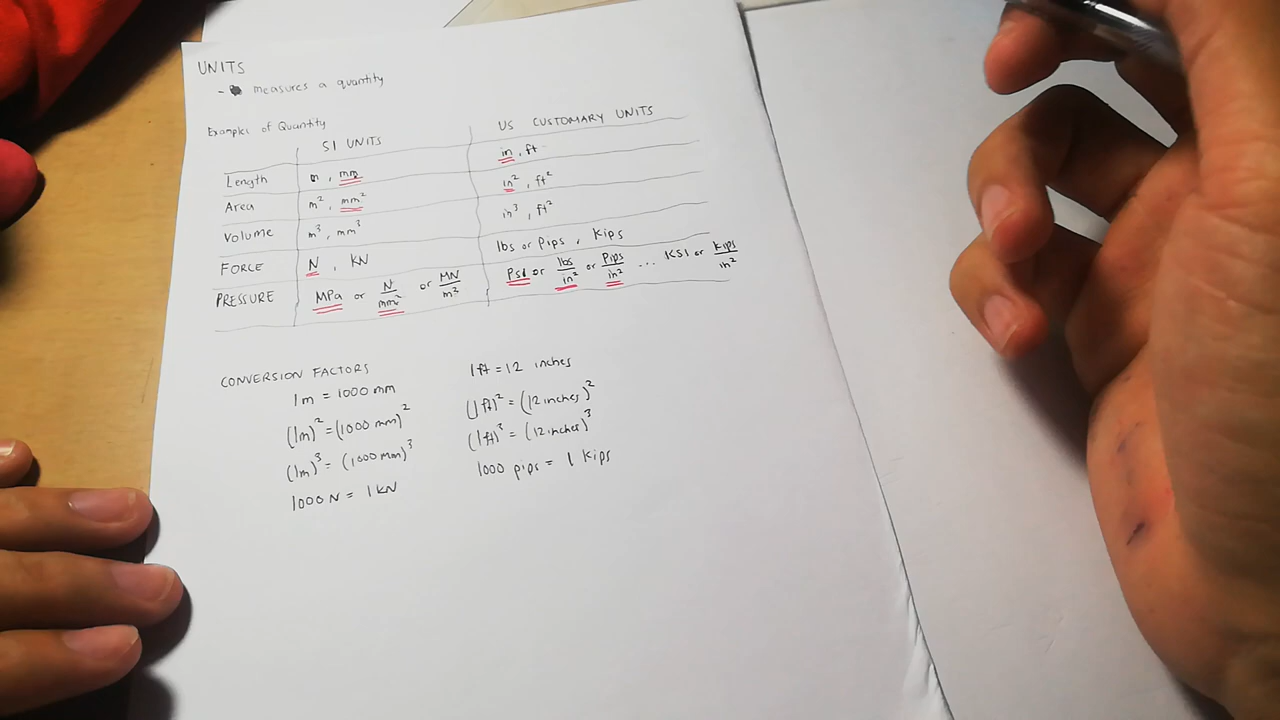 UNITS
- measures a quantity
Examples of Quantity
SI UNITS US CUSTOMARY UNITS
Length m , mm in , ft
Area m², mm² in² , ft²
Volume m³, mm³ in³ , ft²
FORCE N , KN lbs or pips , Kips
PRESSURE MPa or N/mm² or MN/m² Psi or lbs/in² or Pips/in² ... KSI or Kips/in²
CONVERSION FACTORS
1m = 1000 mm
(1m)² = (1000 mm)²
(1m)³ = (1000mm)³
1000 N = 1 KN
1ft = 12 inches
(1ft)² = (12 inches)²
(1ft)³ = (12 inches)³
1000 pips = 1 Kips